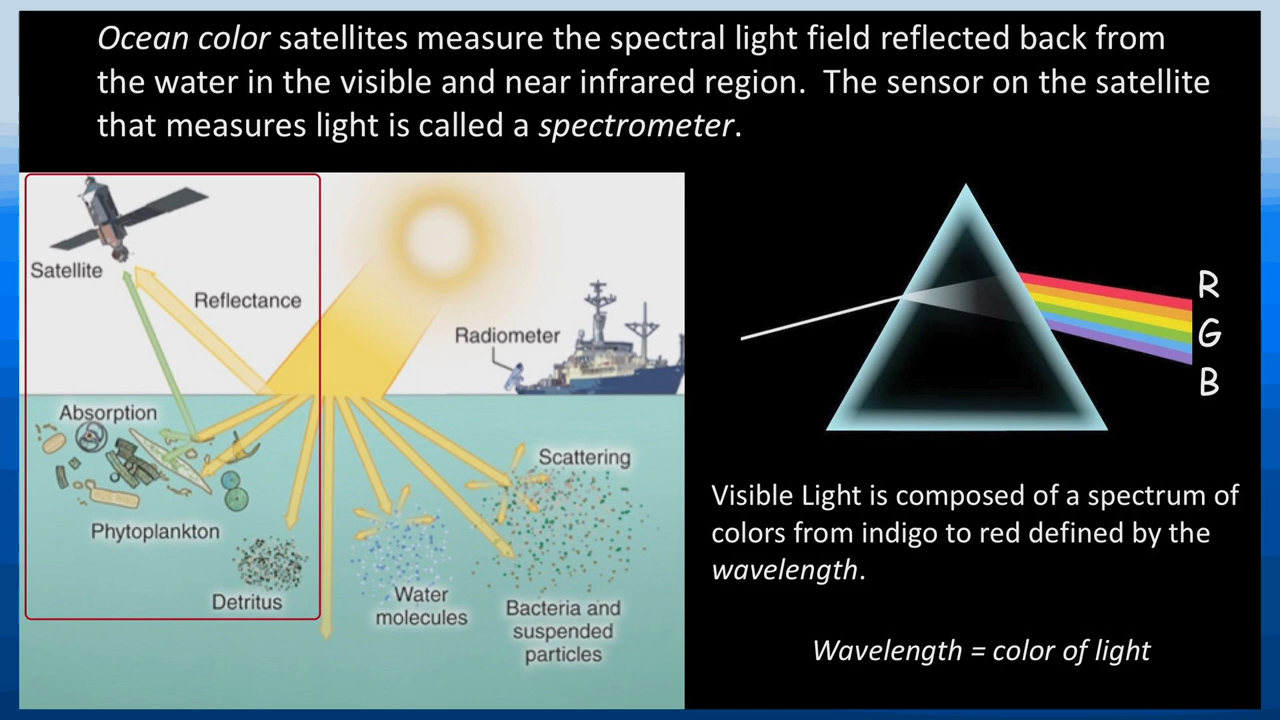 Ocean color satellites measure the spectral light field reflected back from
the water in the visible and near infrared region. The sensor on the satellite
that measures light is called a spectrometer.
Satellite
Reflectance
Radiometer
Absorption
Phytoplankton
Detritus
Water
molecules
Scattering
Bacteria and
suspended
particles
R
G
B
Visible Light is composed of a spectrum of
colors from indigo to red defined by the
wavelength.
Wavelength = color of light